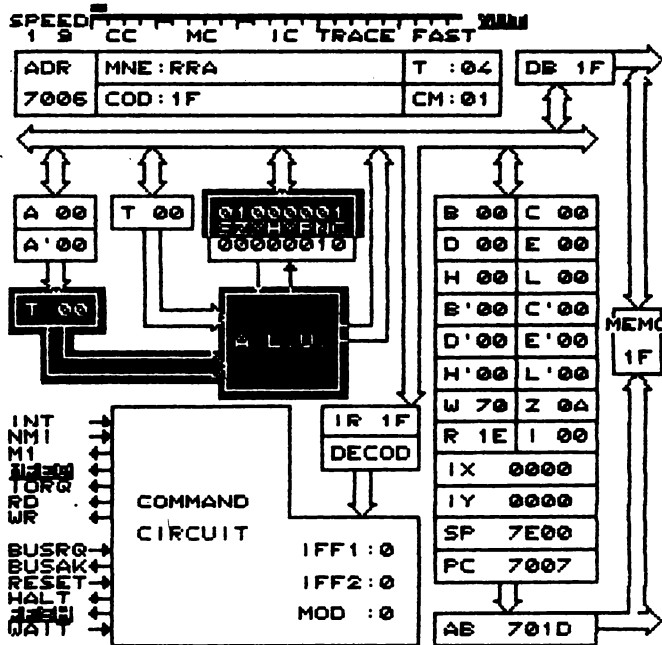 SPEED
1 9 CC MC IC TRACE FAST
ADR MNE:RRA T :04 DB 1F
7006 COD:1F CM:01
A 00 T 00 01000001 B 00 C 00
A'00 00000010 D 00 E 00
H 00 L 00
T 00 A L.U. B'00 C'00
D'00 E'00 MEMO
H'00 L'00 1F
W 70 Z 0A
INT IR 1F R 1E I 00
NMI
M1 DECOD IX 0000
TORQ
RD COMMAND IY 0000
WR
CIRCUIT SP 7E00
BUSRQ IFF1:0 PC 7007
BUSAK
RESET IFF2:0
HALT
MOD :0
WATT AB 701D